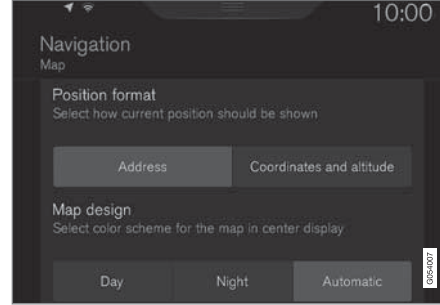 10:00
Navigation
Map
Position format
Select how current position should be shown
Address
Coordinates and altitude
Map design
Select color scheme for the map in center display
Day
Night
Automatic
G054007